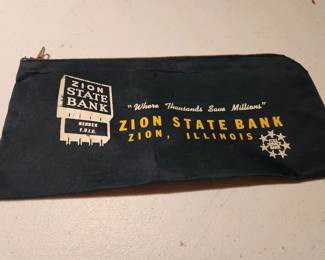 ZION
STATE
BANK
MEMBER
F.D.I.C.
"Where Thousands Save Millions"
ZION STATE BANK
ZION, ILLINOIS